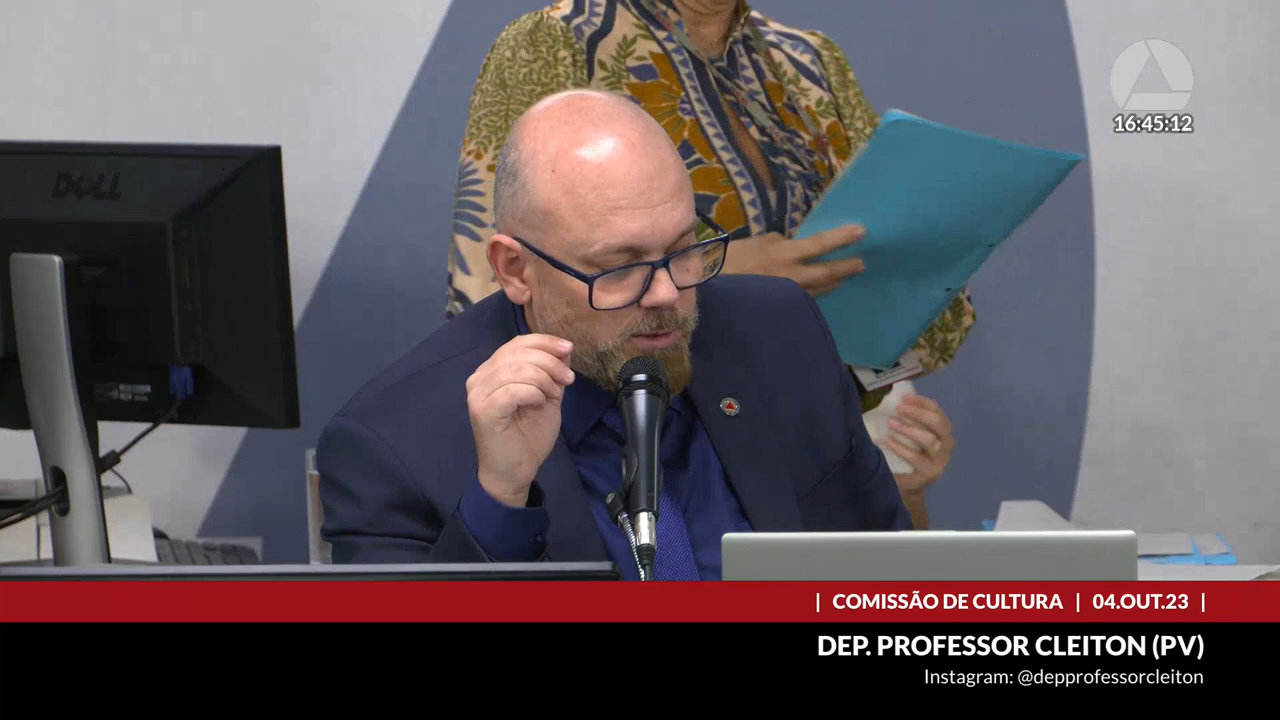 16:45:12
DELL
| COMISSÃO DE CULTURA | 04.OUT.23 |
DEP. PROFESSOR CLEITON (PV)
Instagram: @depprofessorcleiton